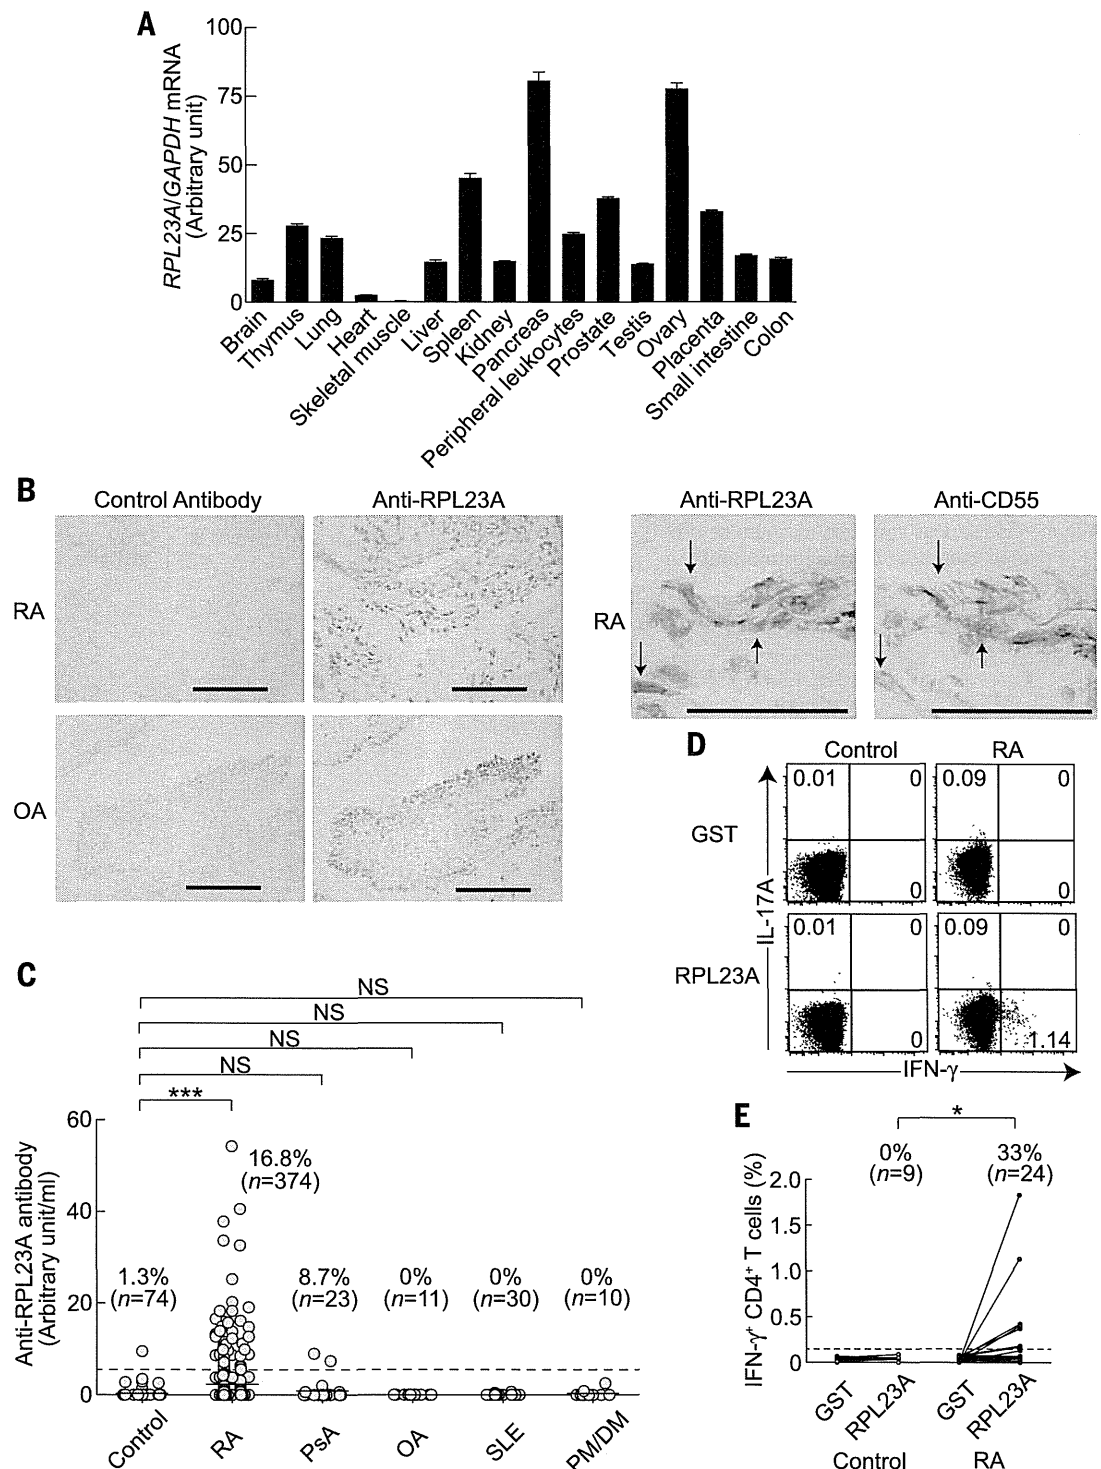 A
RPL23A/GAPDH mRNA
(Arbitrary unit)
100
75
50
25
0
Brain
Thymus
Lung
Heart
Skeletal muscle
Liver
Spleen
Kidney
Pancreas
Peripheral leukocytes
Prostate
Testis
Ovary
Placenta
Small intestine
Colon
B
Control Antibody
Anti-RPL23A
Anti-RPL23A
Anti-CD55
RA
RA
OA
D
Control
RA
GST
0.01
0
0
0.09
0
0
RPL23A
0.01
0
0
0.09
0
1.14
IL-17A
IFN-γ
C
NS
NS
NS
NS
***
Anti-RPL23A antibody
(Arbitrary unit/ml)
60
40
20
0
1.3%
(n=74)
16.8%
(n=374)
8.7%
(n=23)
0%
(n=11)
0%
(n=30)
0%
(n=10)
Control
RA
PsA
OA
SLE
PM/DM
E
*
0%
(n=9)
33%
(n=24)
IFN-γ+ CD4+ T cells (%)
2.0
1.5
1.0
0.5
0
GST
RPL23A
GST
RPL23A
Control
RA